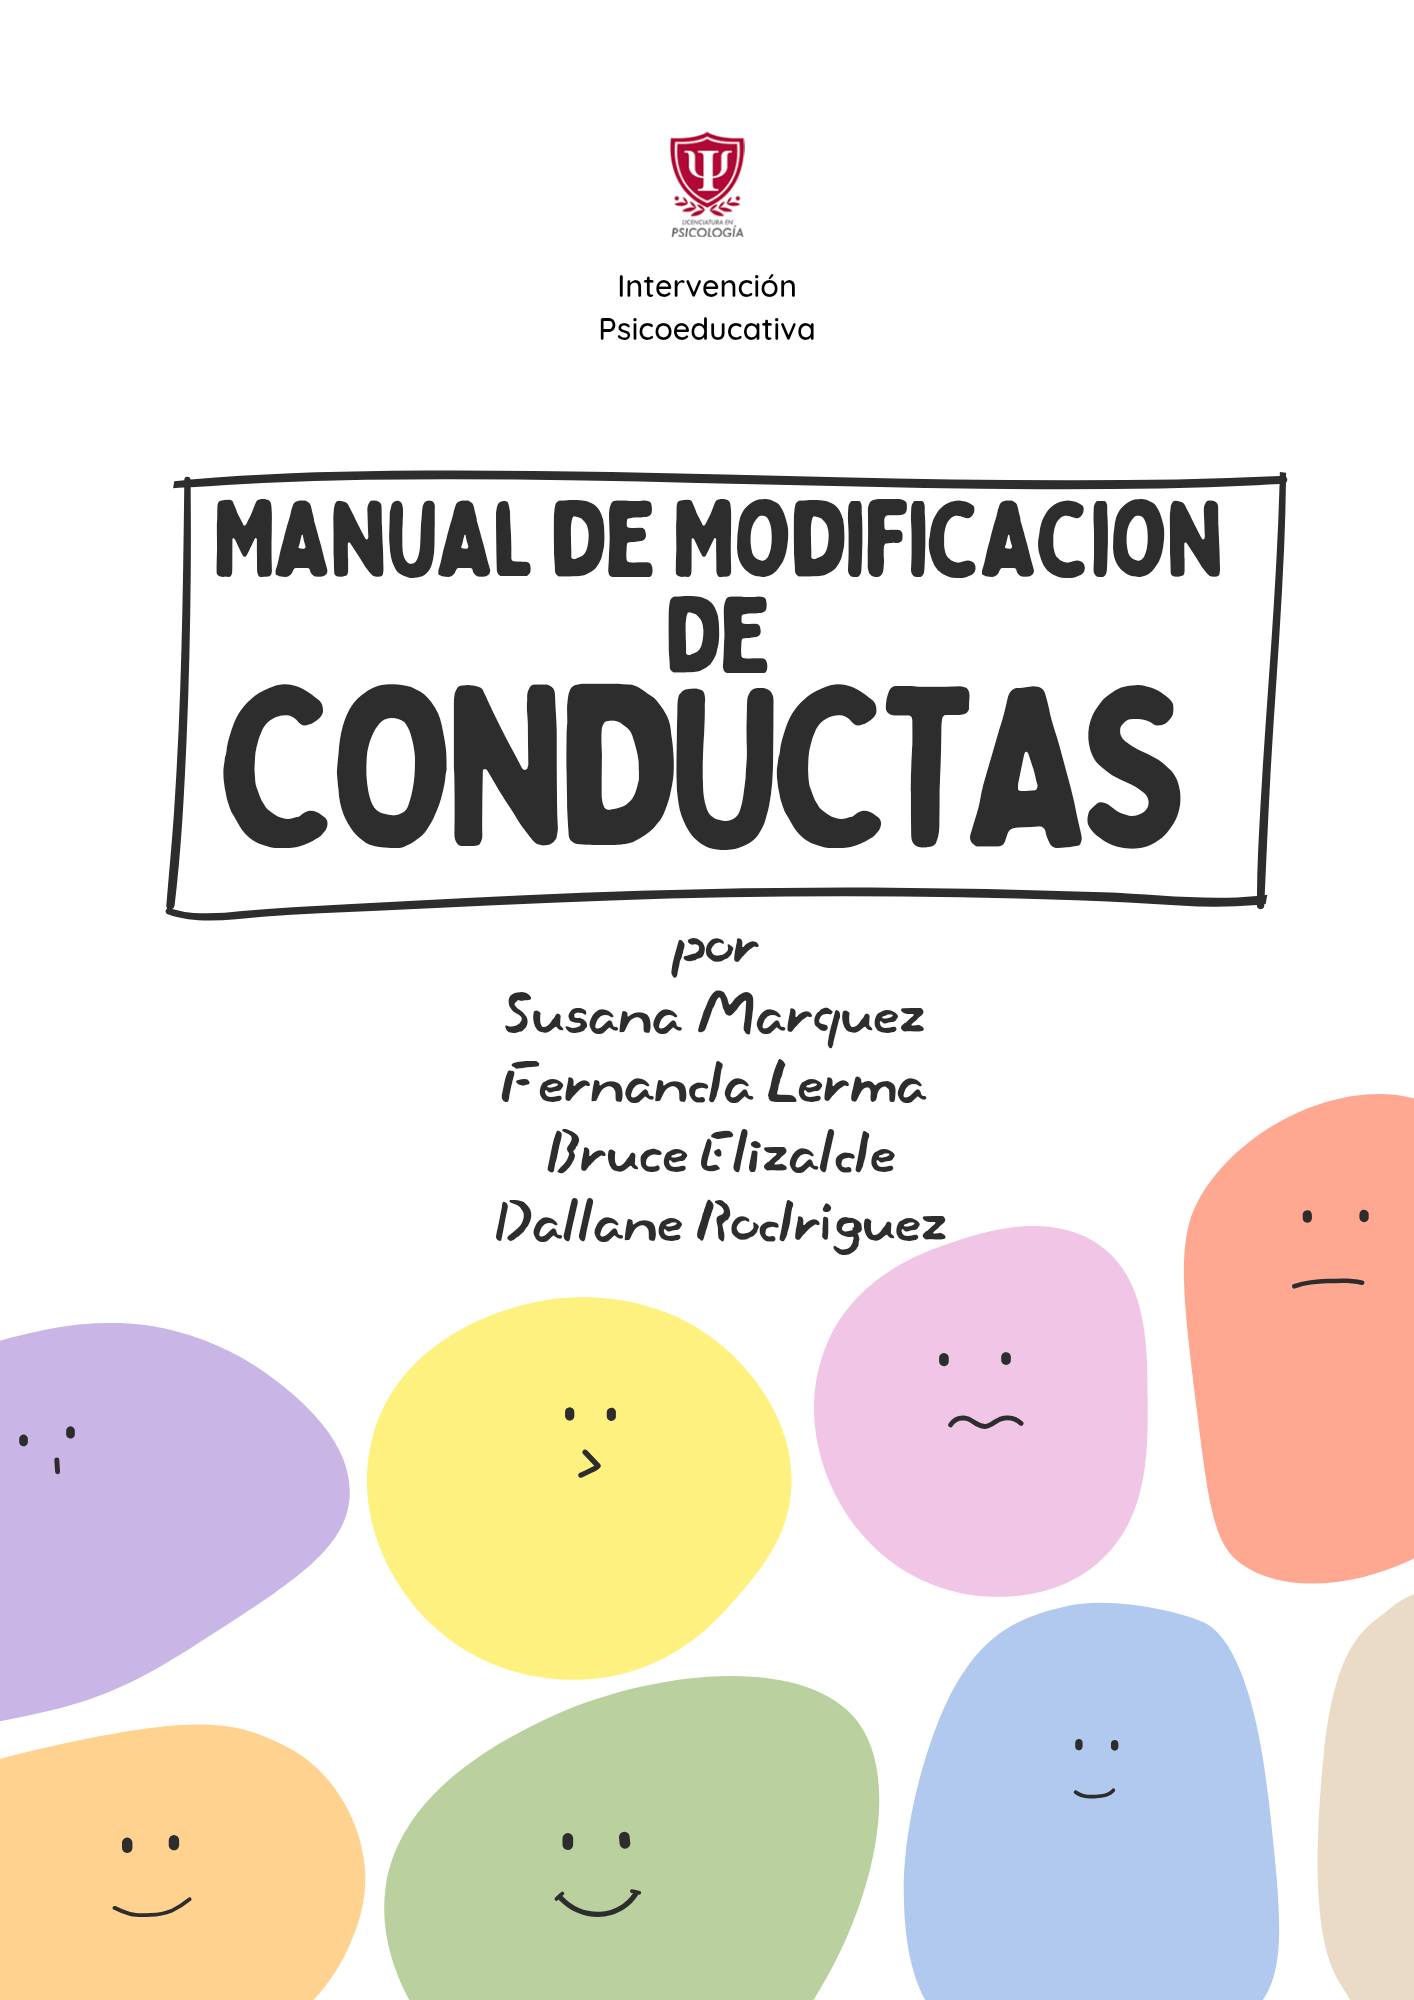 LICENCIATURA EN
PSICOLOGÍA
Intervención
Psicoeducativa
MANUAL DE MODIFICACION
DE
CONDUCTAS
por
Susana Marquez
Fernanda Lerma
Bruce Elizalde
Dallane Rodriguez